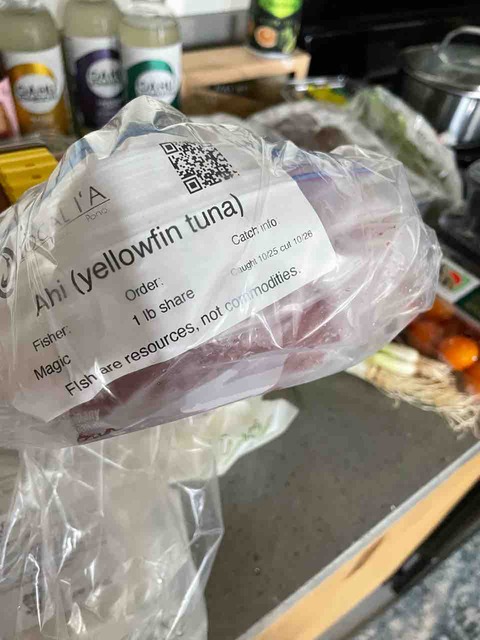 Pono
Ahi (yellowfin tuna)
Fisher:
Order:
Catch info
Magic
1 lb share
Caught 10/25 cut 10/26
Fish are resources, not commodities.